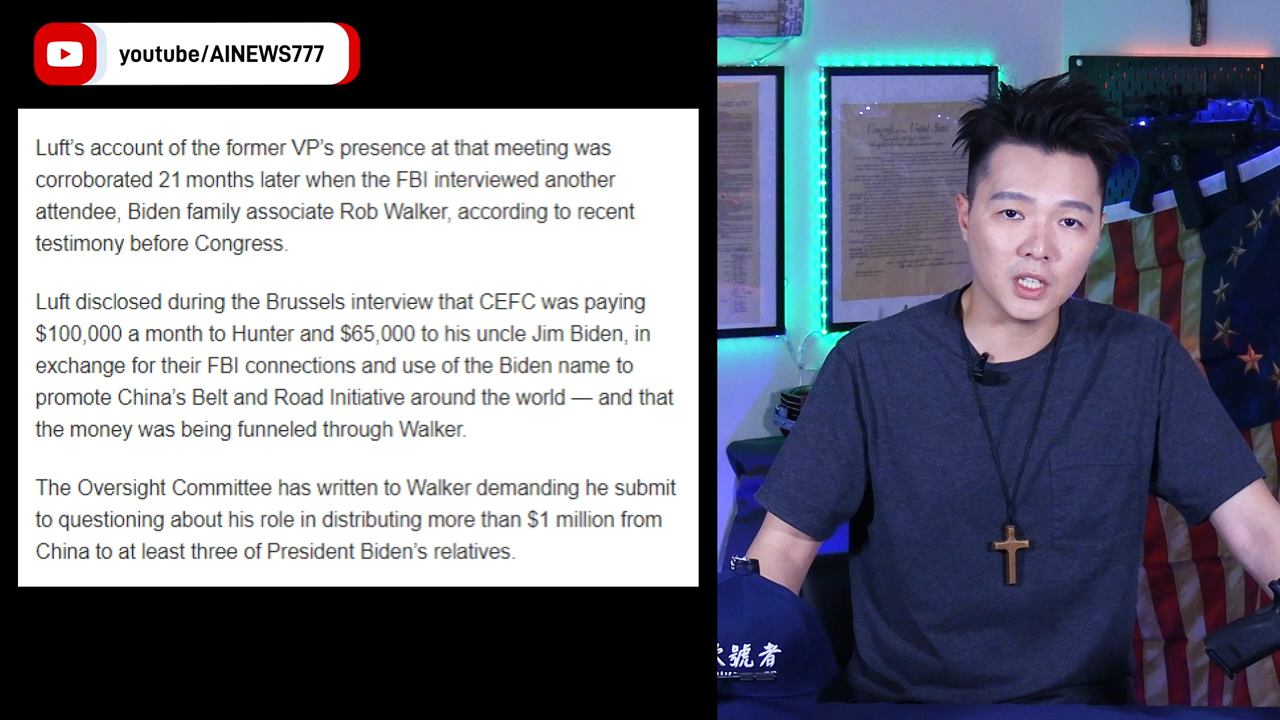 youtube/AINEWS777
Luft's account of the former VP's presence at that meeting was
corroborated 21 months later when the FBI interviewed another
attendee, Biden family associate Rob Walker, according to recent
testimony before Congress.
Luft disclosed during the Brussels interview that CEFC was paying
$100,000 a month to Hunter and $65,000 to his uncle Jim Biden, in
exchange for their FBI connections and use of the Biden name to
promote China's Belt and Road Initiative around the world — and that
the money was being funneled through Walker.
The Oversight Committee has written to Walker demanding he submit
to questioning about his role in distributing more than $1 million from
China to at least three of President Biden's relatives.
號者